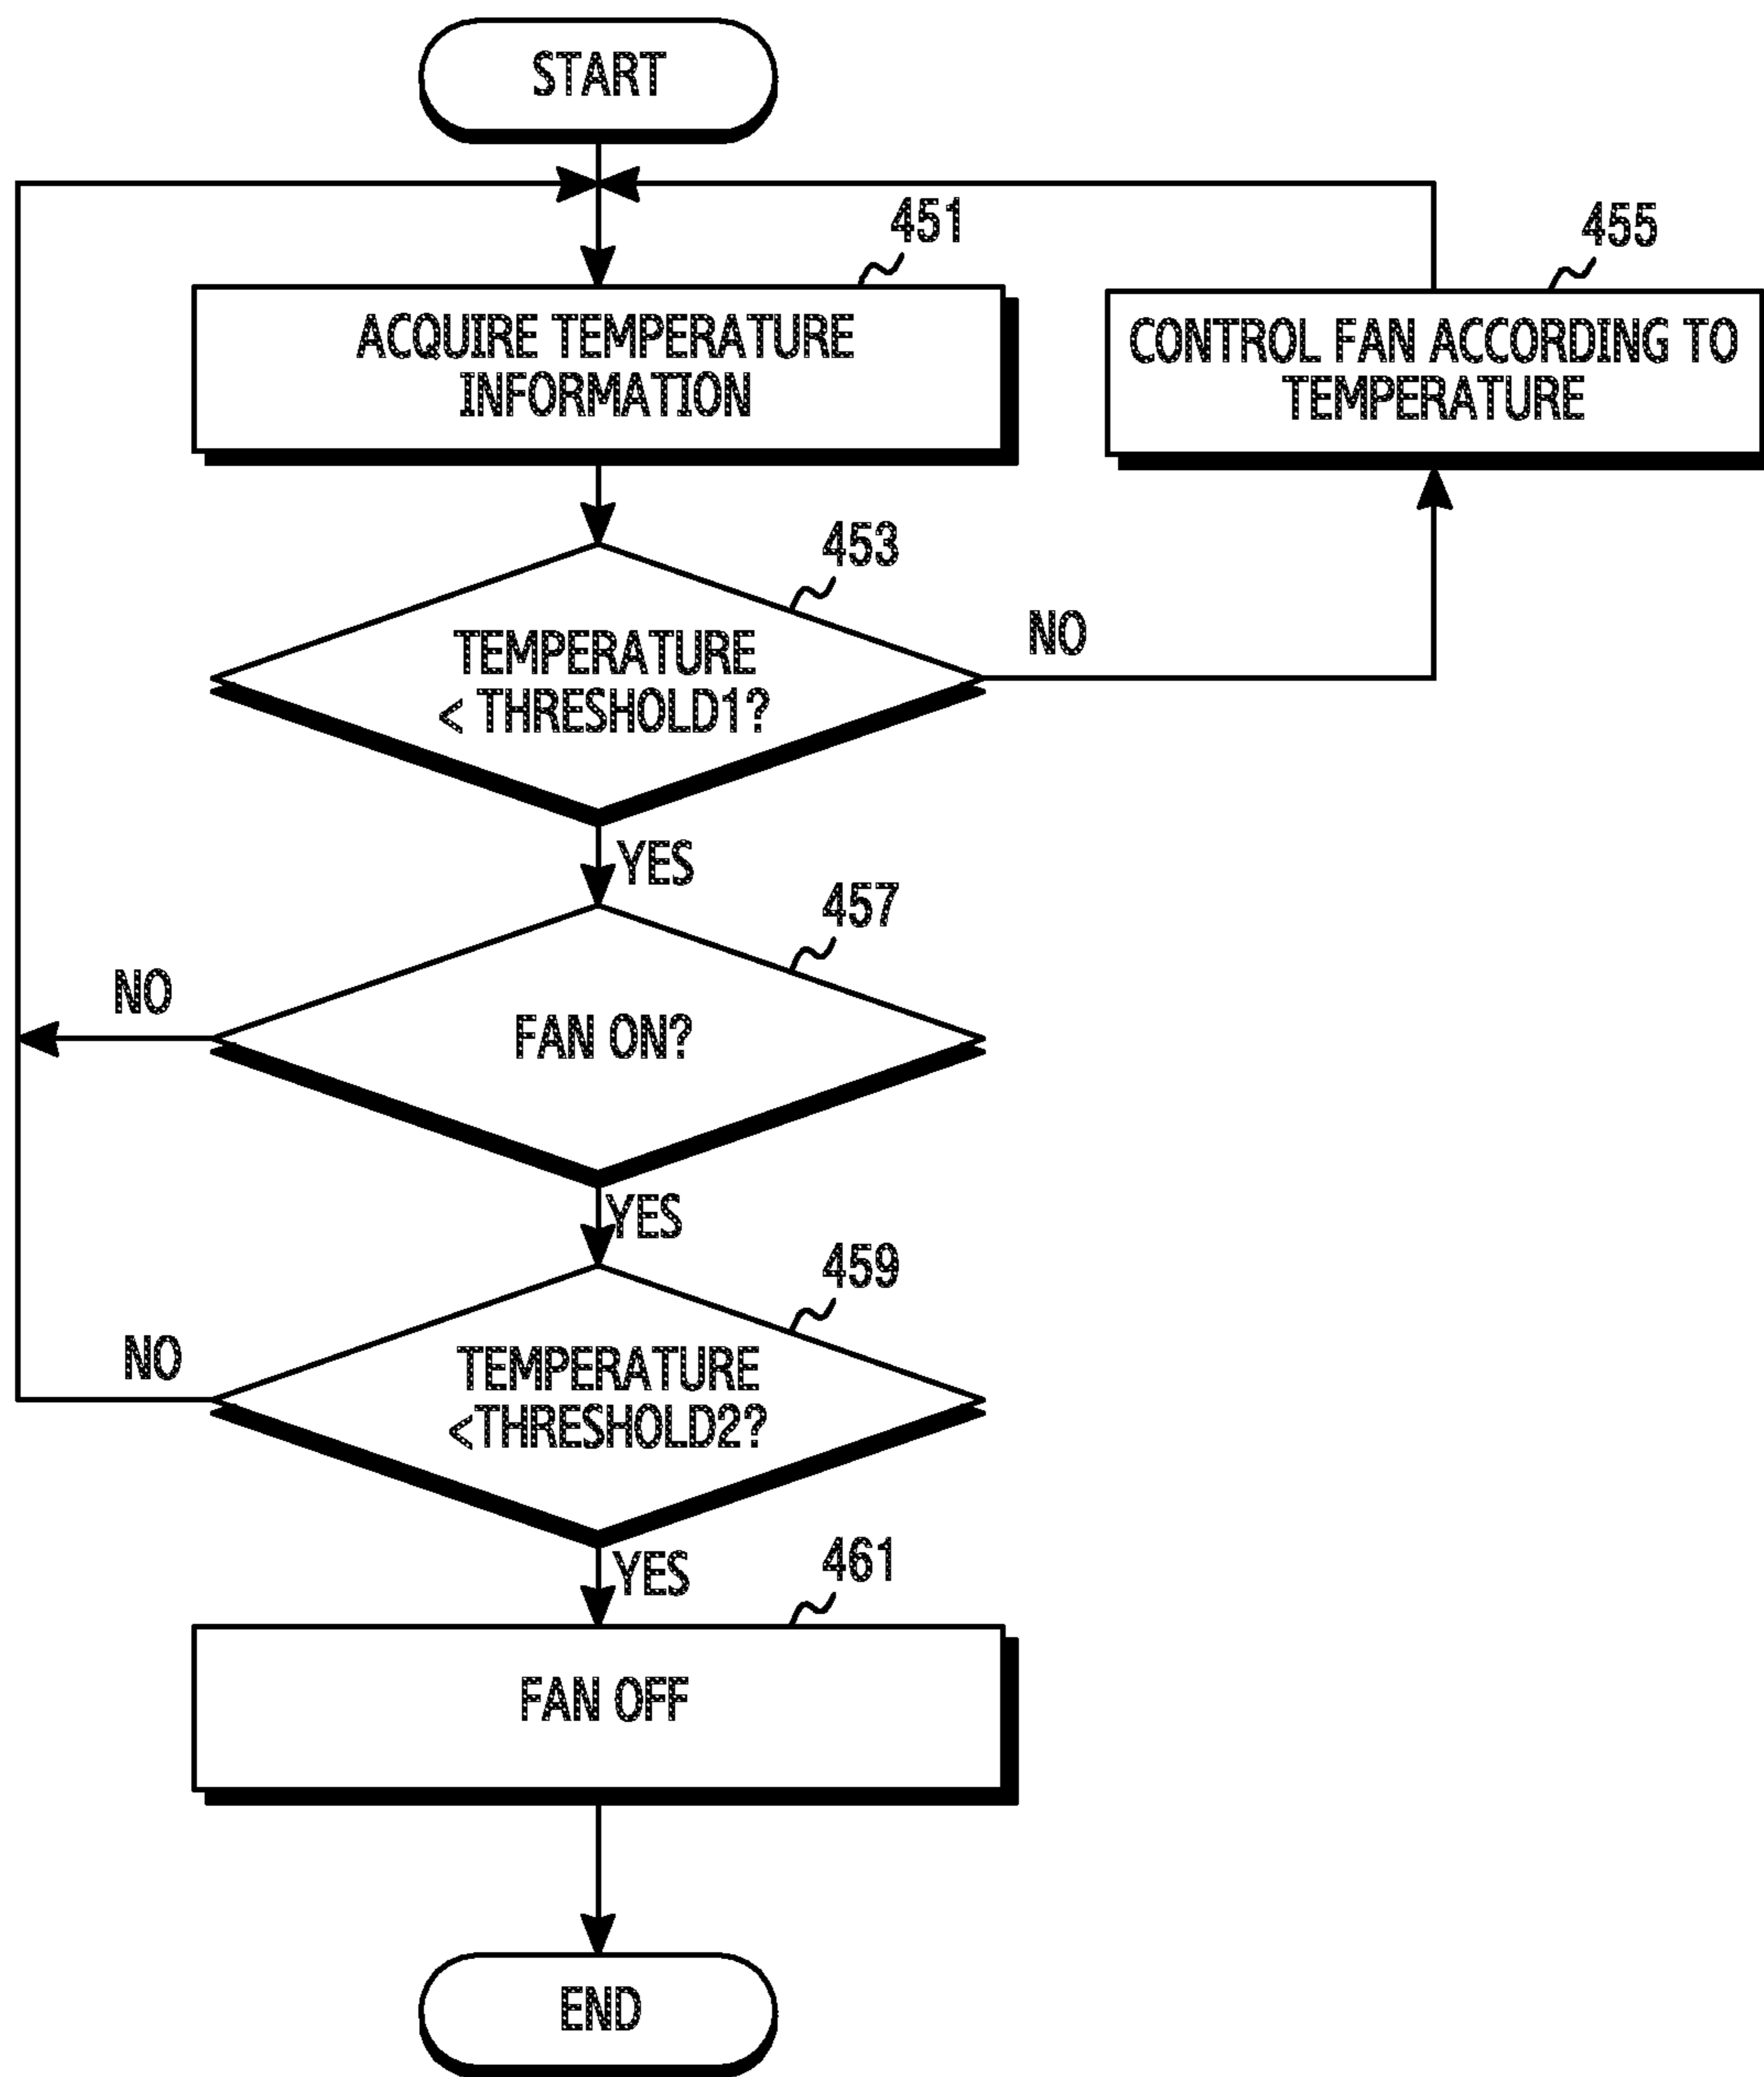 START
451
ACQUIRE TEMPERATURE
INFORMATION
455
CONTROL FAN ACCORDING TO
TEMPERATURE
453
TEMPERATURE
< THRESHOLD1?
NO
YES
457
FAN ON?
NO
YES
459
TEMPERATURE
<THRESHOLD2?
NO
YES
461
FAN OFF
END